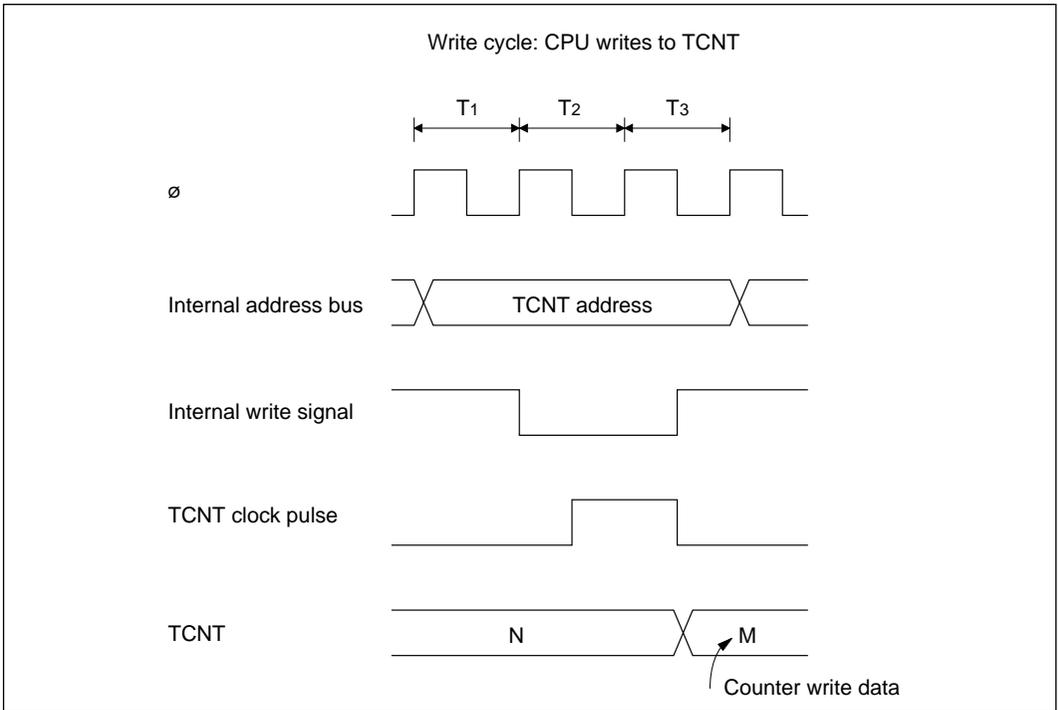 Write cycle: CPU writes to TCNT
T1 T2 T3
ø
Internal address bus
TCNT address
Internal write signal
TCNT clock pulse
TCNT
N
M
Counter write data